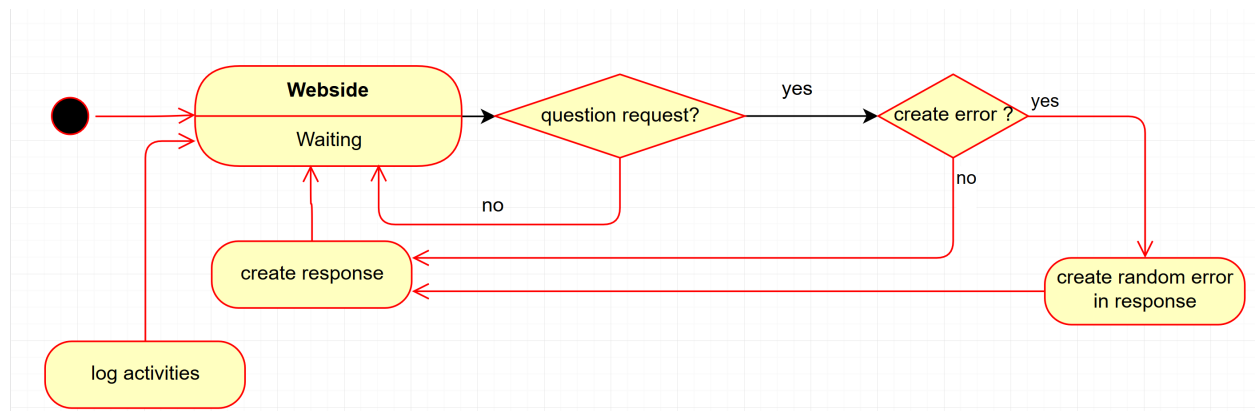 Webside
Waiting
question request?
yes
create error ?
yes
no
no
create response
create random error
in response
log activities